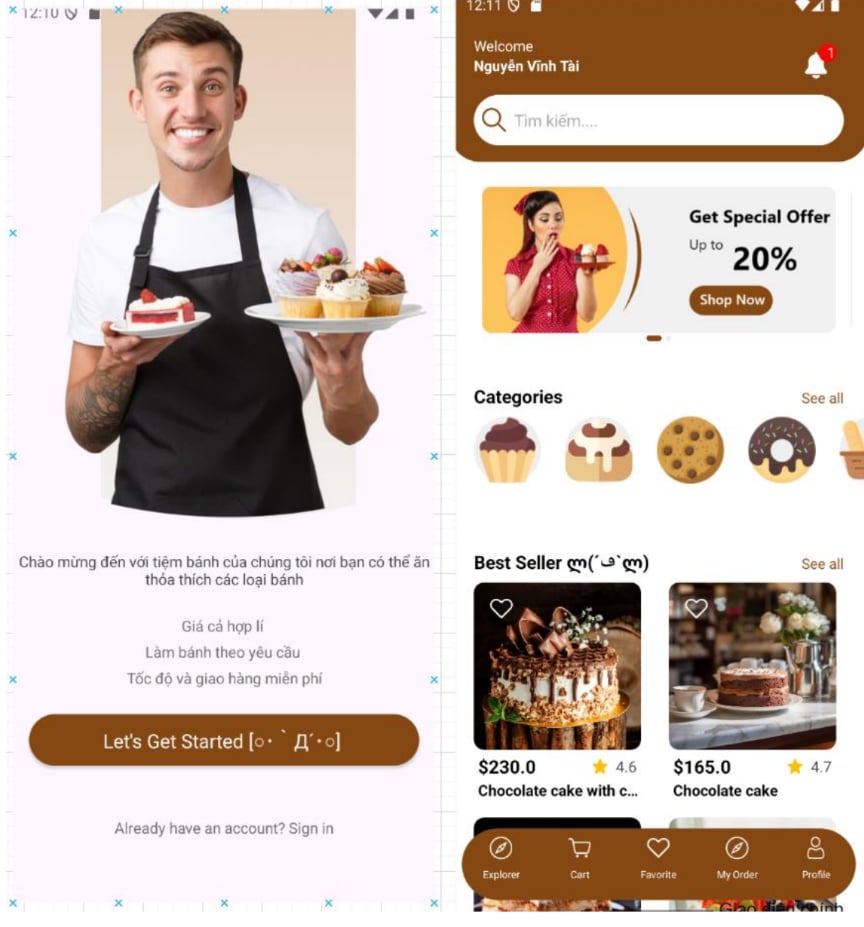 12:10
Chào mừng đến với tiệm bánh của chúng tôi nơi bạn có thể ăn
thỏa thích các loại bánh
Giá cả hợp lí
Làm bánh theo yêu cầu
Tốc độ và giao hàng miễn phí
Let's Get Started [○･｀Д´･○]
Already have an account? Sign in
12:11
Welcome
Nguyễn Vĩnh Tài
1
Tìm kiếm....
Get Special Offer
Up to
20%
Shop Now
Categories
See all
Best Seller ლ(´ڡ`ლ)
See all
$230.0
4.6
Chocolate cake with c...
$165.0
4.7
Chocolate cake
Explorer
Cart
Favorite
My Order
Profile
Giao diện chính